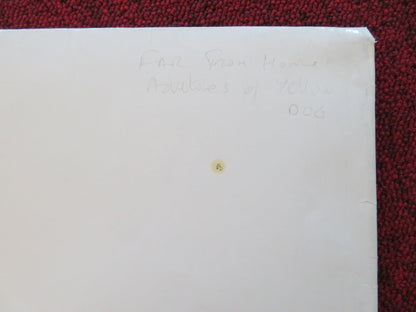 FAR FROM HOME:
ADVENTURES of YELLOW
DOG